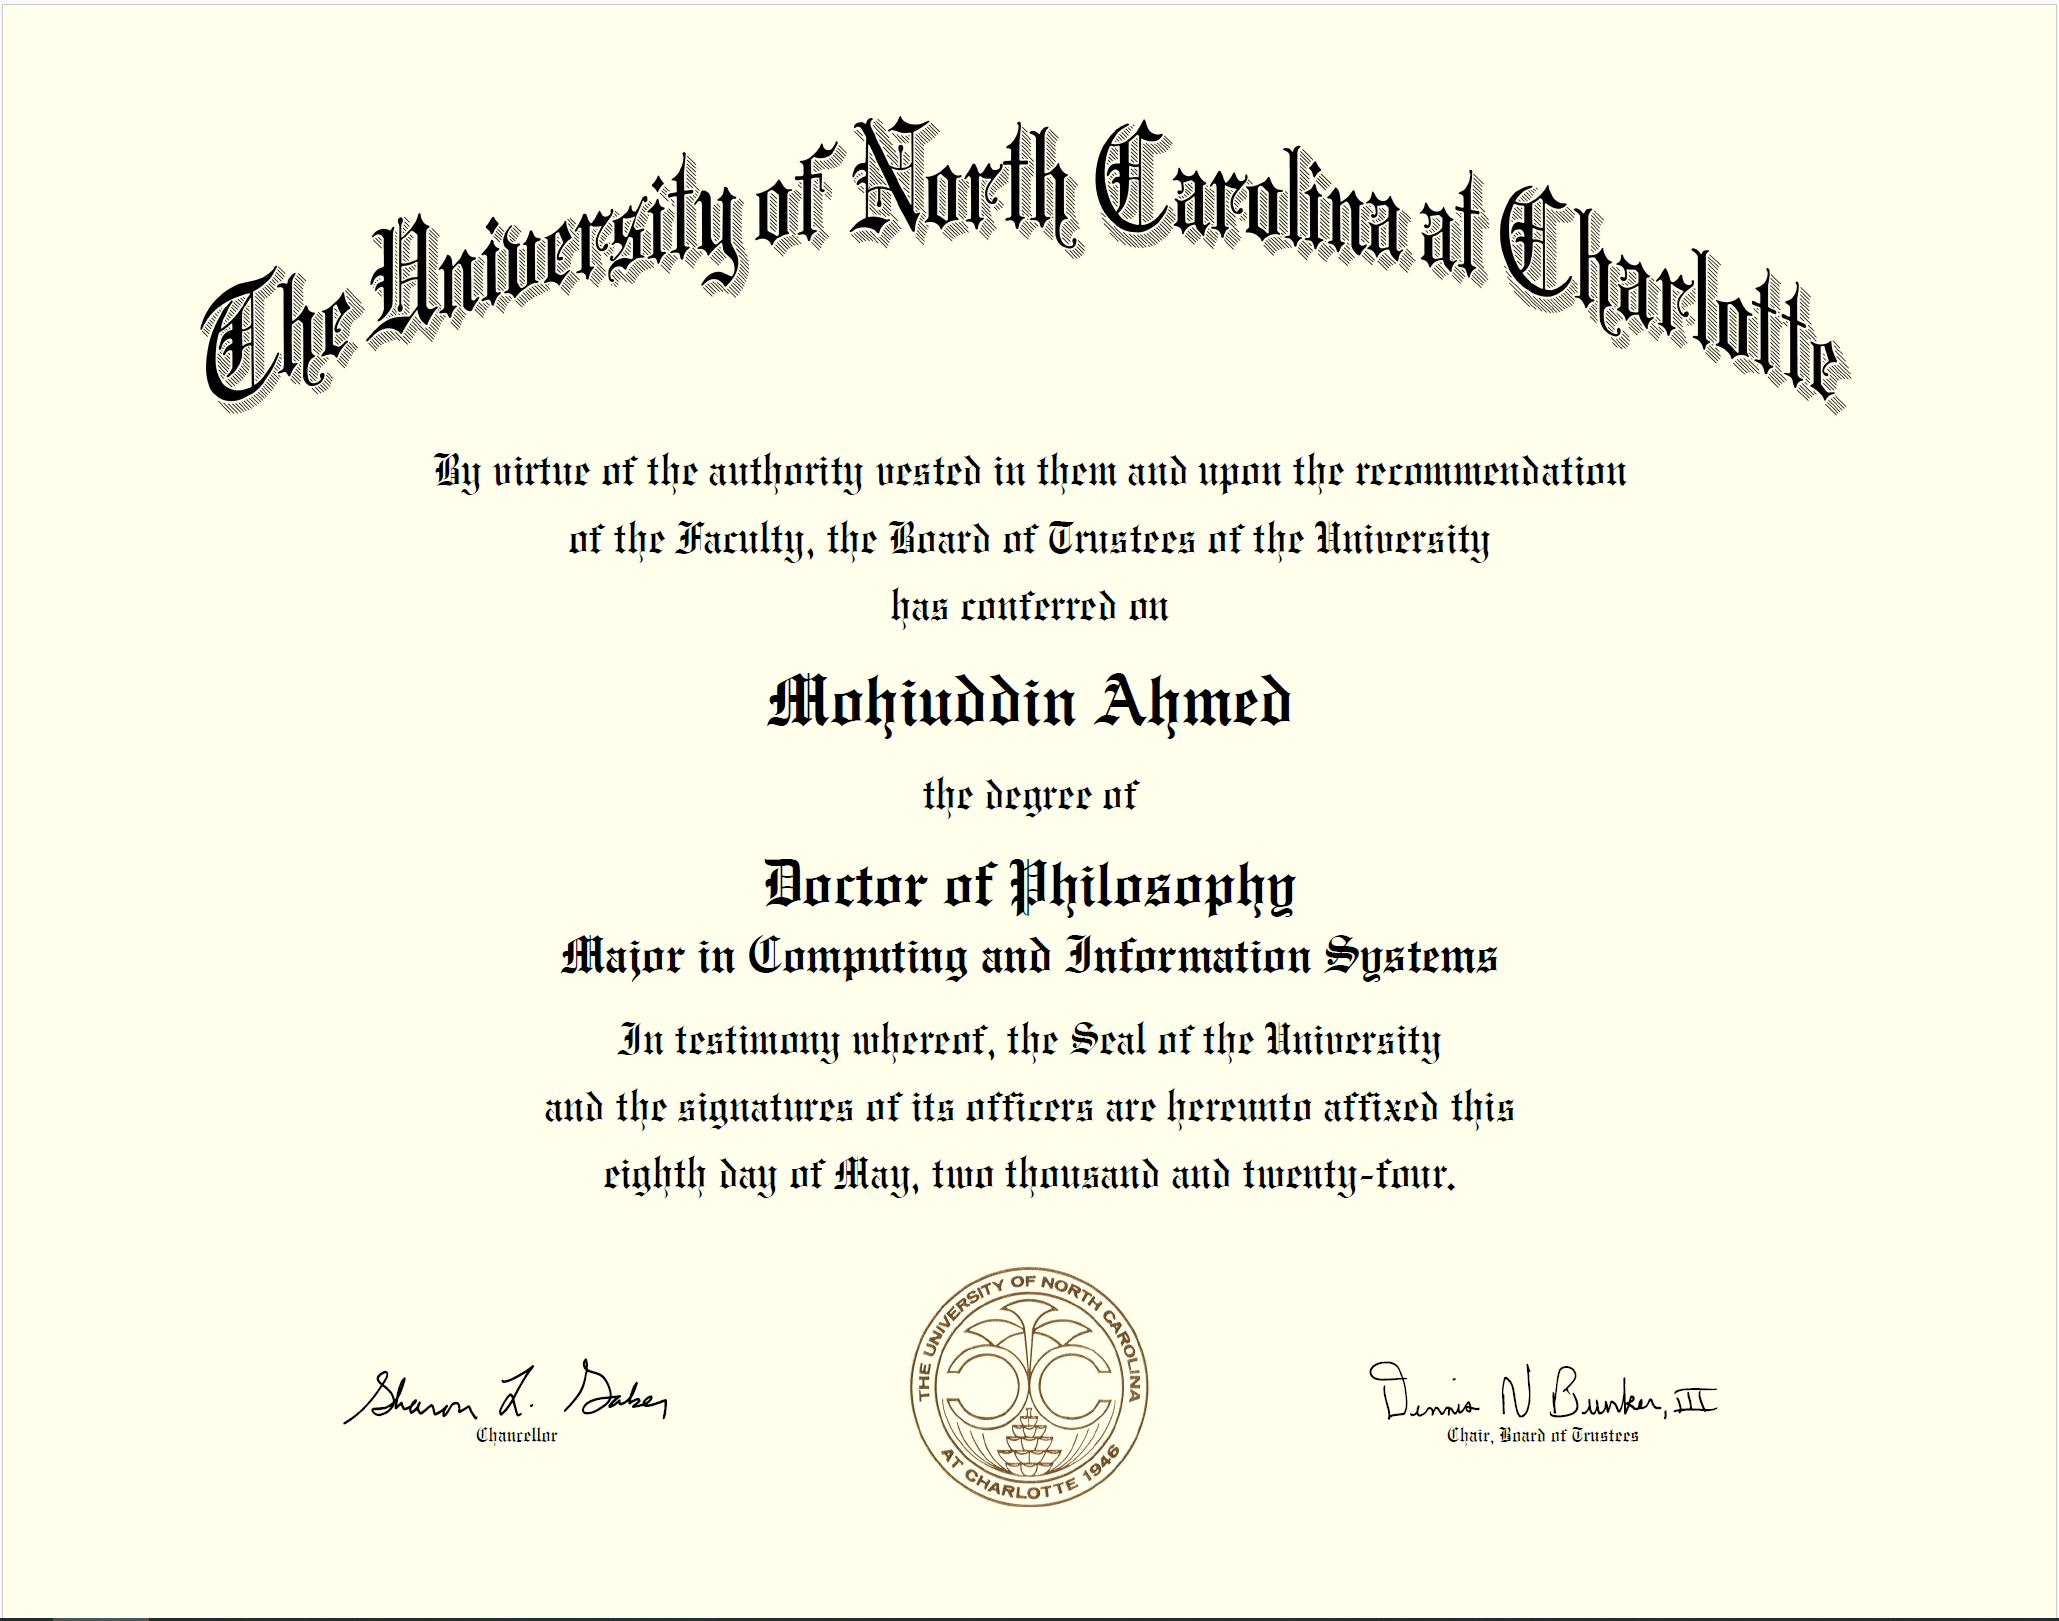 The University of North Carolina at Charlotte
By virtue of the authority vested in them and upon the recommendation
of the Faculty, the Board of Trustees of the University
has conferred on
Mohiuddin Ahmed
the degree of
Doctor of Philosophy
Major in Computing and Information Systems
In testimony whereof, the Seal of the University
and the signatures of its officers are hereunto affixed this
eighth day of May, two thousand and twenty-four.
Sharon L. Gaber
Chancellor
THE UNIVERSITY OF NORTH CAROLINA
AT CHARLOTTE 1946
Dennis N Bunker, III
Chair, Board of Trustees